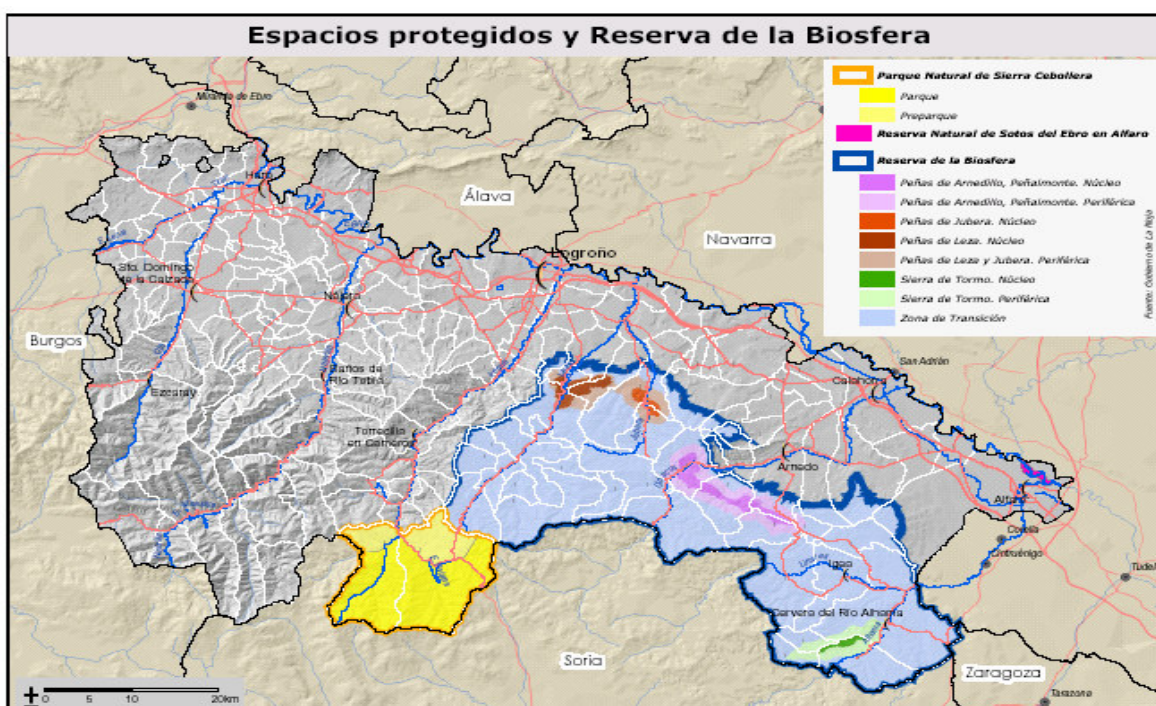 Espacios protegidos y Reserva de la Biosfera
Parque Natural de Sierra Cebollera
Parque
Preparque
Reserva Natural de Sotos del Ebro en Alfaro
Reserva de la Biosfera
Peñas de Arnedillo, Peñalmonte. Núcleo
Peñas de Arnedillo, Peñalmonte. Periférica
Peñas de Jubera. Núcleo
Peñas de Leza. Núcleo
Peñas de Leza y Jubera. Periférica
Sierra de Tormo. Núcleo
Sierra de Tormo. Periférica
Zona de Transición
Fuente: Gobierno de La Rioja
Miranda de Ebro
Haro
Álava
Navarra
Logroño
Sto. Domingo
de la Calzada
Nájera
Burgos
San Adrián
Ezcaray
Baños de
Río Tobía
Calahorra
Torrecilla
en Cameros
Arnedo
Alfaro
Corella
Cintruénigo
Igea
Cervera del Río Alhama
Soria
Zaragoza
Tarazona
0 5 10 20km